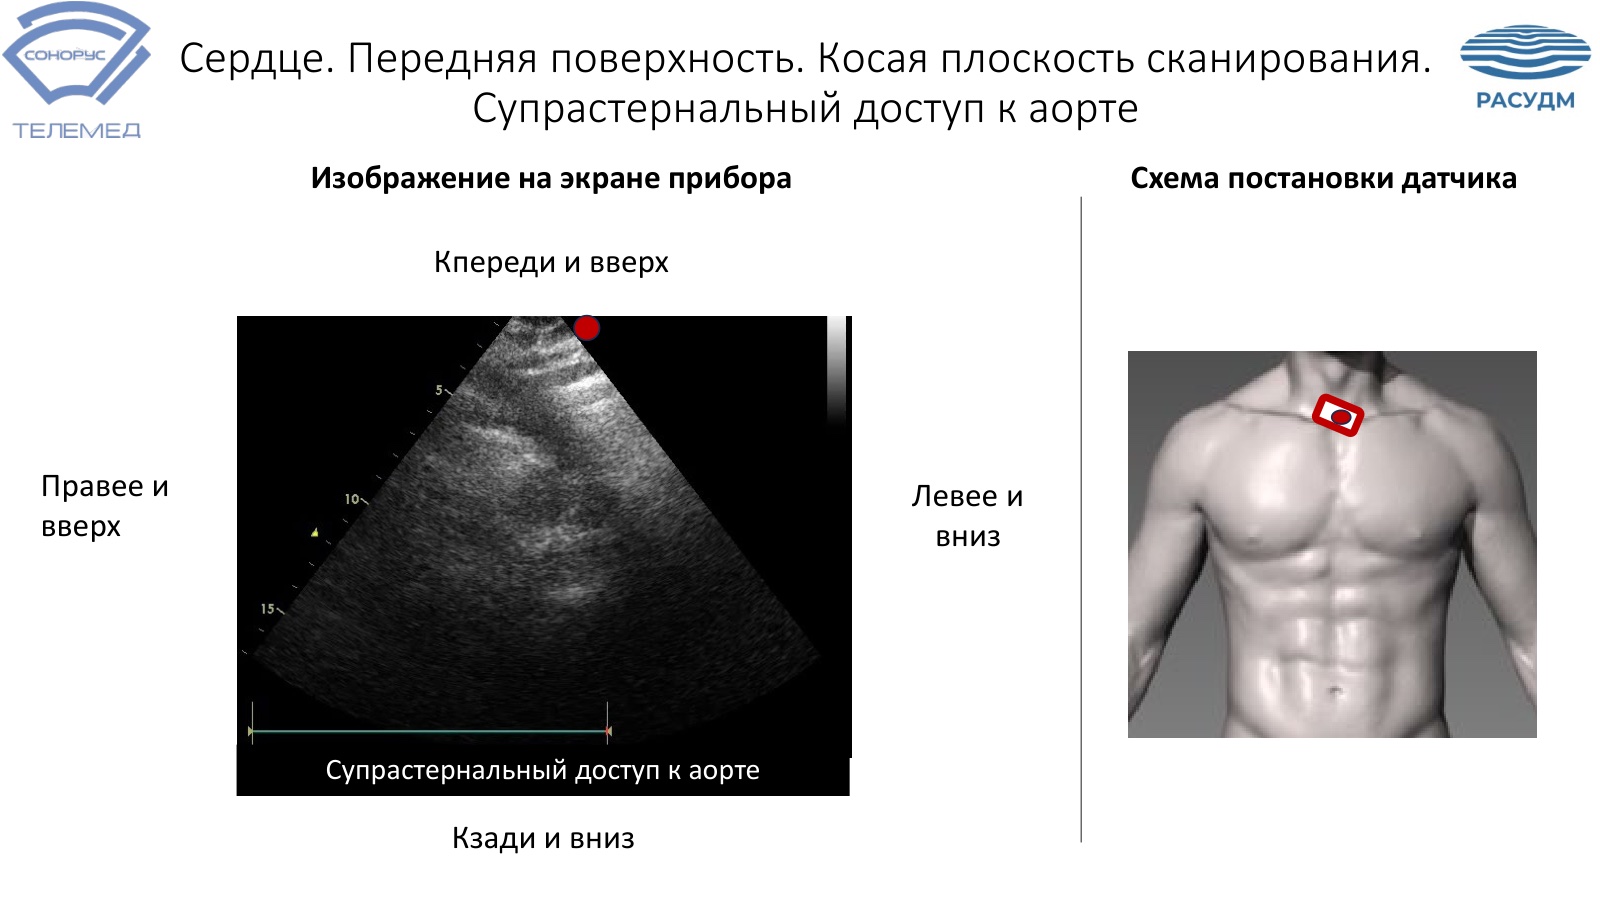 СОНОРУС
ТЕЛЕМЕД
Сердце. Передняя поверхность. Косая плоскость сканирования.
Супрастернальный доступ к аорте
РАСУДМ
Изображение на экране прибора
Схема постановки датчика
Кпереди и вверх
5
Правее и
вверх
10
Левее и
вниз
15
Супрастернальный доступ к аорте
Кзади и вниз